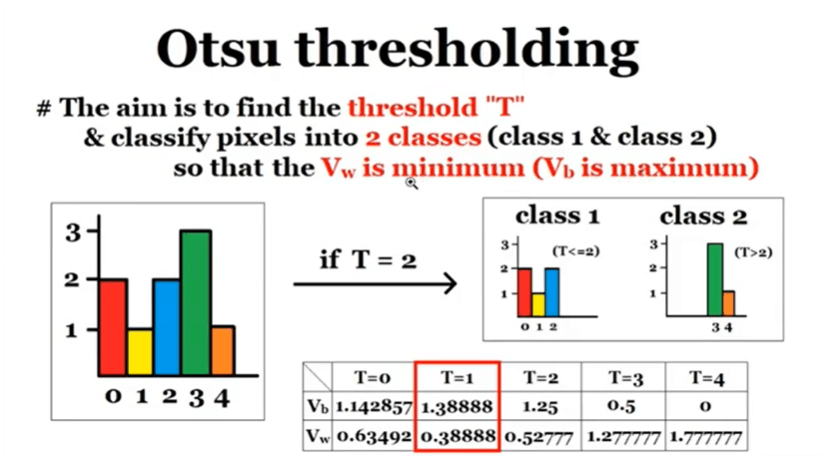 Otsu thresholding
# The aim is to find the threshold "T"
& classify pixels into 2 classes (class 1 & class 2)
so that the Vw is minimum (Vb is maximum)
3
2
1
0 1 2 3 4
if T = 2
class 1
3
2
1
(T<=2)
0 1 2
class 2
3
2
1
(T>2)
3 4
T=0 T=1 T=2 T=3 T=4
Vb 1.142857 1.38888 1.25 0.5 0
Vw 0.63492 0.38888 0.52777 1.277777 1.777777